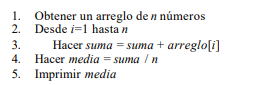 1. Obtener un arreglo de n números
2. Desde i=1 hasta n
3. Hacer suma = suma + arreglo[i]
4. Hacer media = suma / n
5. Imprimir media